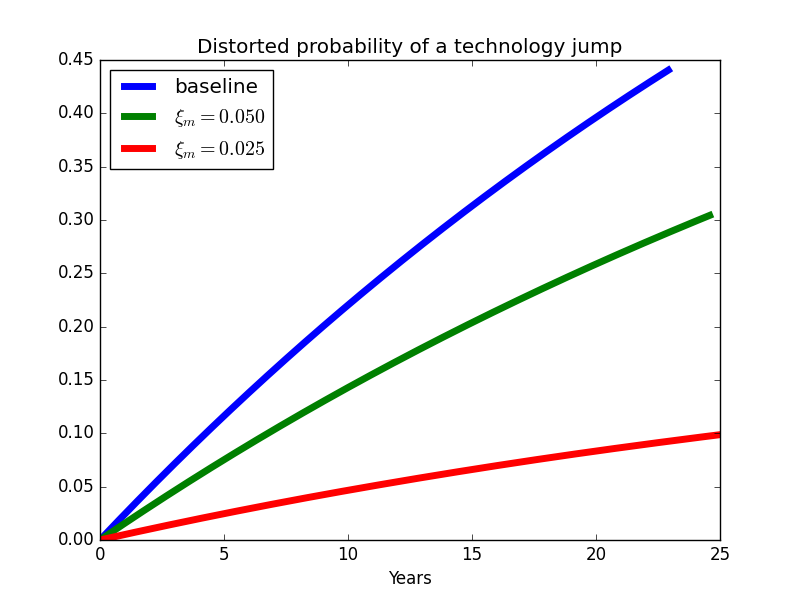 Distorted probability of a technology jump
0.45
0.40
0.35
0.30
0.25
0.20
0.15
0.10
0.05
0.00
baseline
ξₘ = 0.050
ξₘ = 0.025
0 5 10 15 20 25
Years